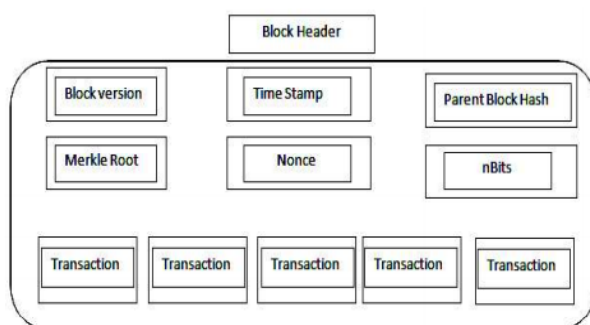 Block Header
Block version
Time Stamp
Parent Block Hash
Merkle Root
Nonce
nBits
Transaction
Transaction
Transaction
Transaction
Transaction